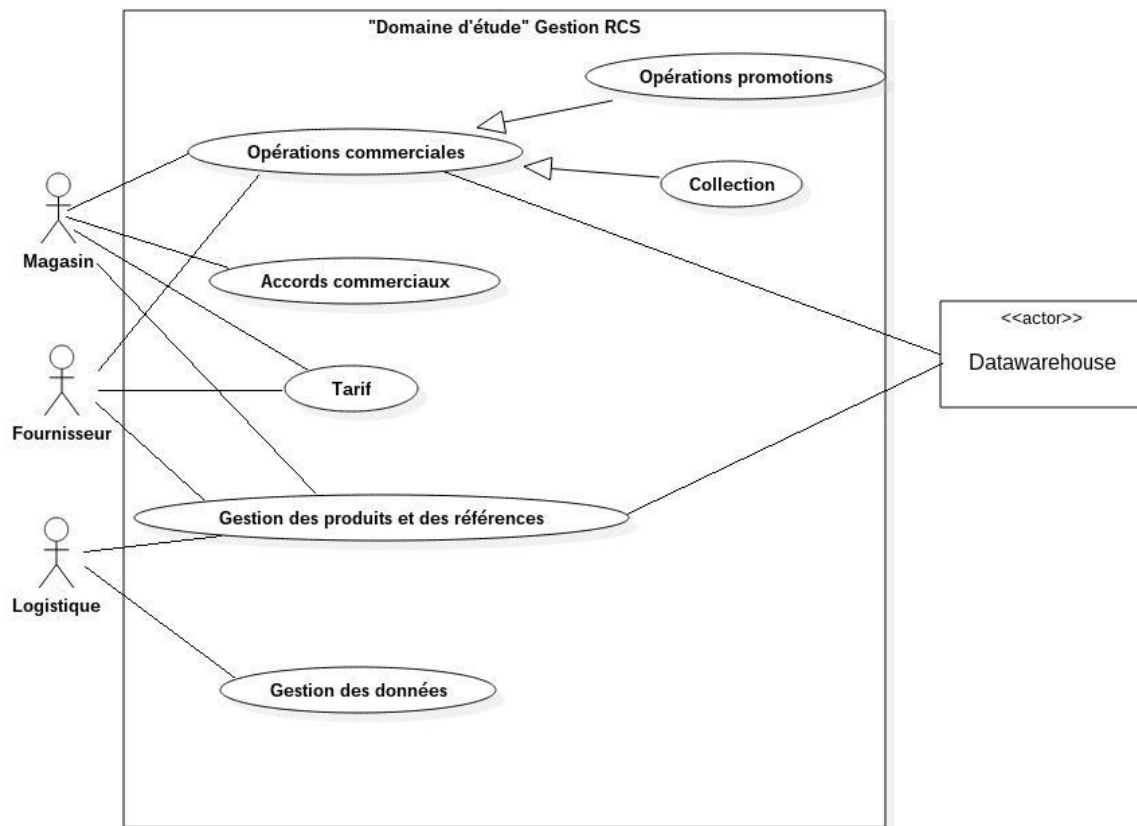 "Domaine d'étude" Gestion RCS
Opérations promotions
Opérations commerciales
Collection
Magasin
Accords commerciaux
<<actor>>
Datawarehouse
Tarif
Fournisseur
Gestion des produits et des références
Logistique
Gestion des données